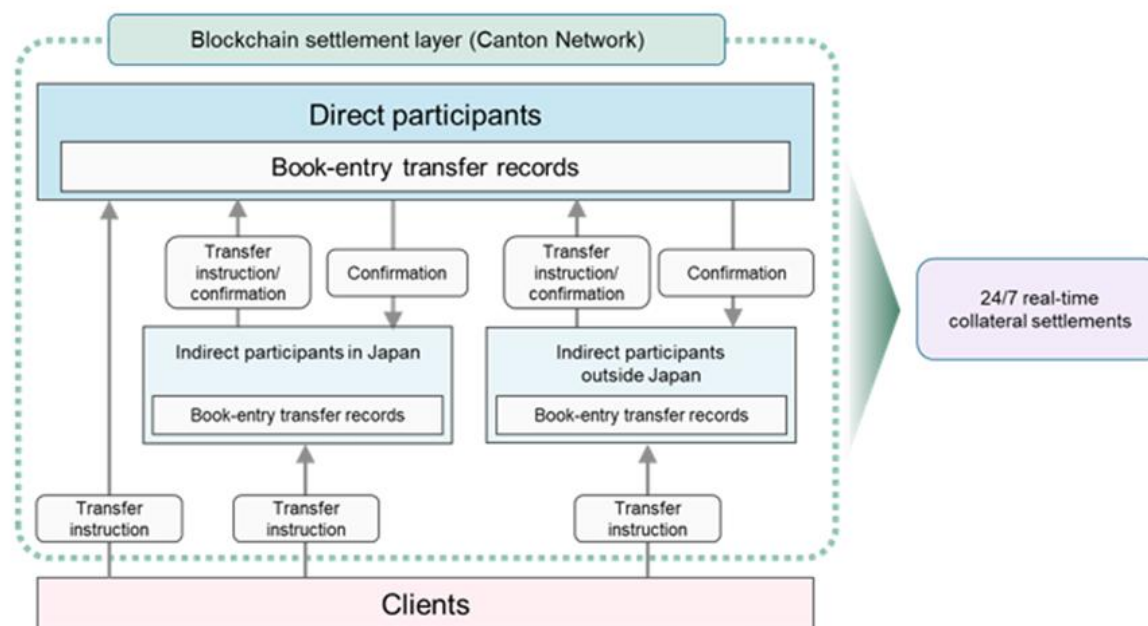 Blockchain settlement layer (Canton Network)
Direct participants
Book-entry transfer records
Transfer
instruction/
confirmation
Confirmation
Transfer
instruction/
confirmation
Confirmation
24/7 real-time
collateral settlements
Indirect participants in Japan
Book-entry transfer records
Indirect participants
outside Japan
Book-entry transfer records
Transfer
instruction
Transfer
instruction
Transfer
instruction
Clients